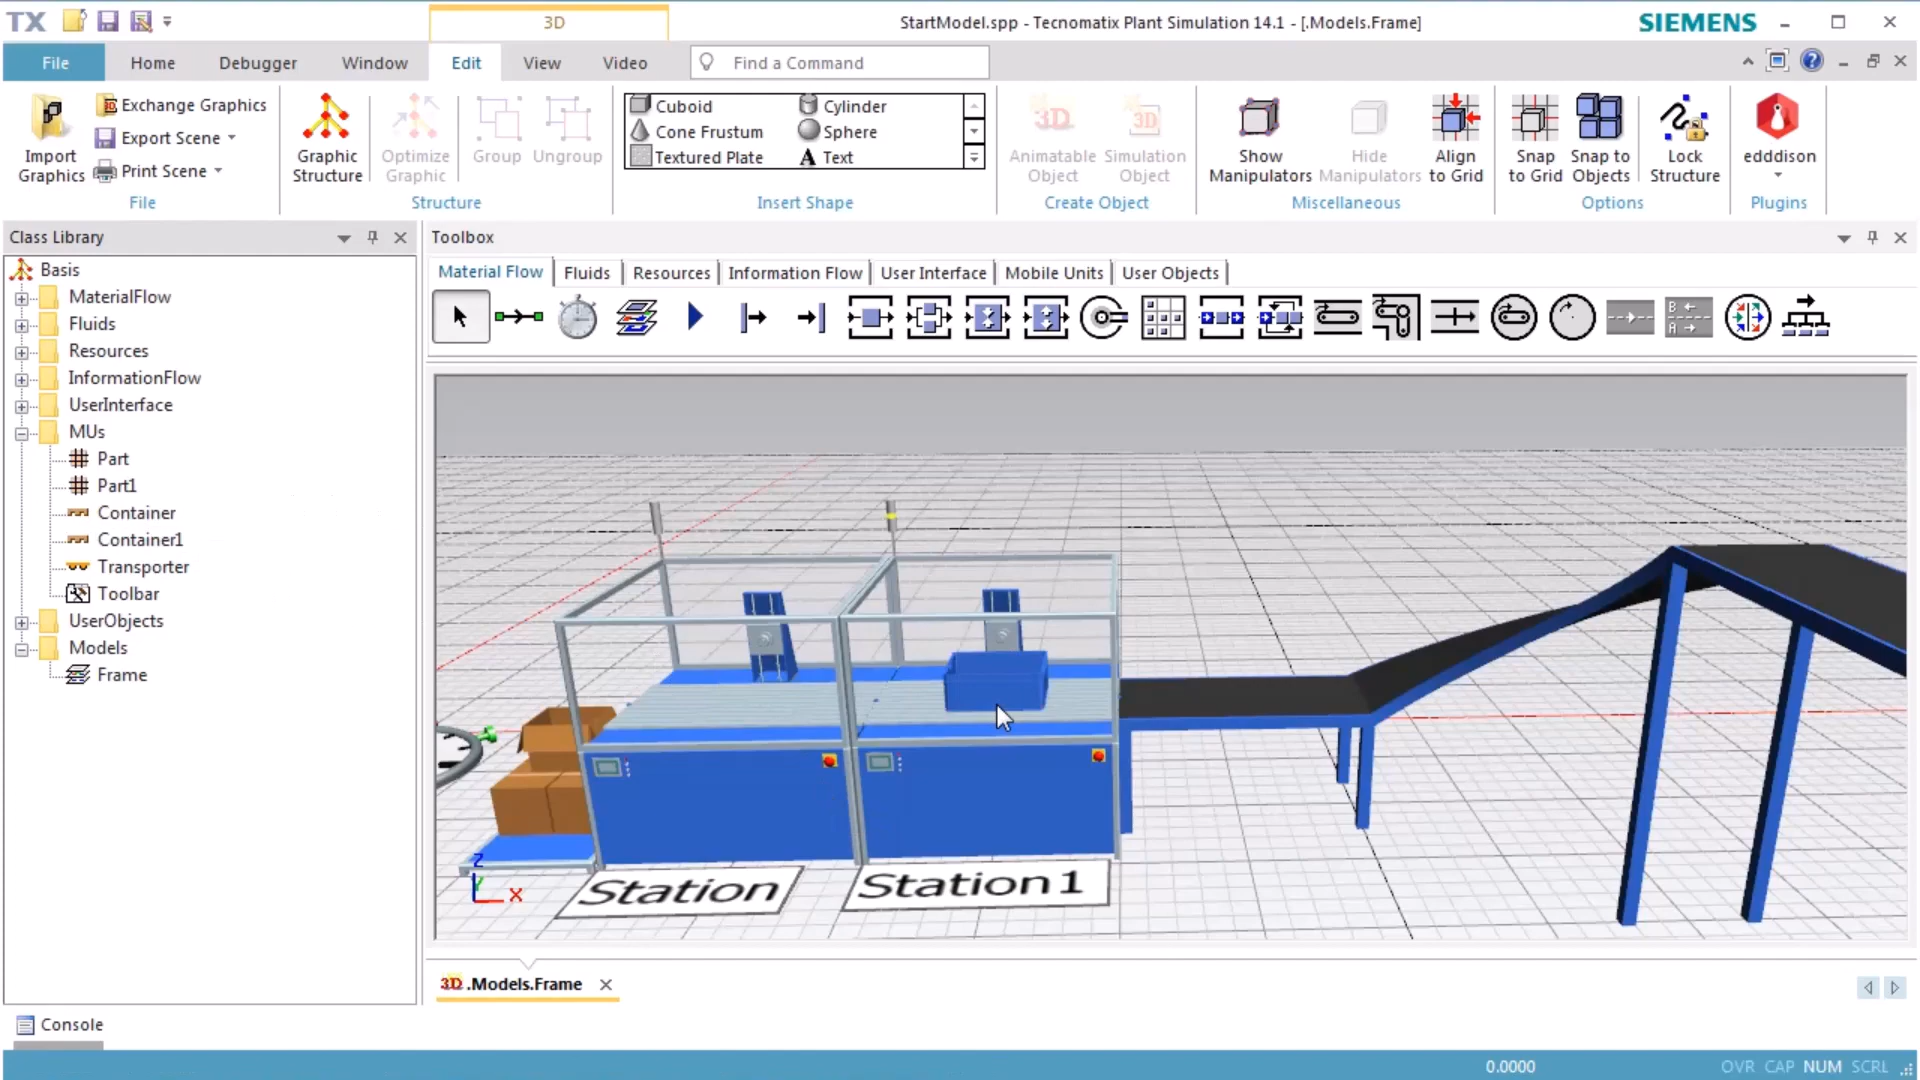 TX
3D
StartModel.spp - Tecnomatix Plant Simulation 14.1 - [.Models.Frame]
SIEMENS
File
Home
Debugger
Window
Edit
View
Video
Find a Command
Import Graphics
Exchange Graphics
Export Scene
Print Scene
File
Graphic Structure
Optimize Graphic
Group
Ungroup
Structure
Cuboid
Cylinder
Cone Frustum
Sphere
Textured Plate
A Text
Insert Shape
3D
Animatable Object
3D
Simulation Object
Create Object
Show Manipulators
Hide Manipulators
Align to Grid
Miscellaneous
Snap to Grid
Snap to Objects
Lock Structure
Options
edddison
Plugins
Class Library
Basis
MaterialFlow
Fluids
Resources
InformationFlow
UserInterface
MUs
Part
Part1
Container
Container1
Transporter
Toolbar
UserObjects
Models
Frame
Toolbox
Material Flow
Fluids
Resources
Information Flow
User Interface
Mobile Units
User Objects
B
A
Z
Y
X
Station
Station1
3D .Models.Frame
Console
0.0000
OVR CAP NUM SCRL